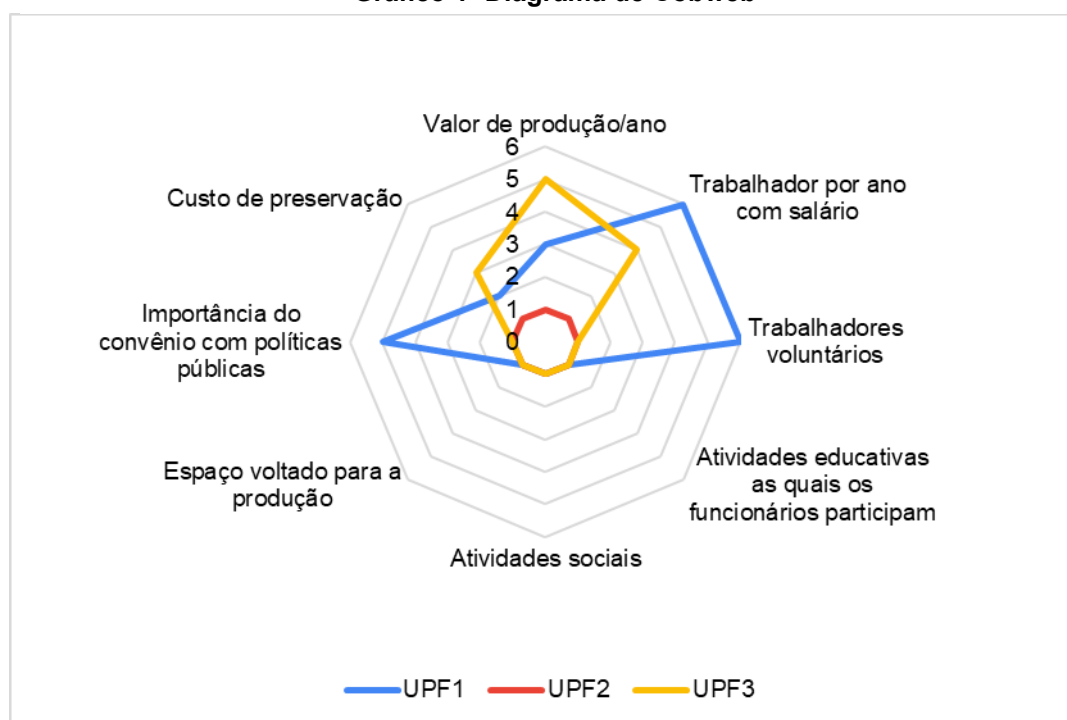 Valor de produção/ano
6
5
4
3
2
1
0
Trabalhador por ano
com salário
Trabalhadores
voluntários
Atividades educativas
as quais os
funcionários participam
Atividades sociais
Espaço voltado para a
produção
Importância do
convênio com políticas
públicas
Custo de preservação
UPF1
UPF2
UPF3